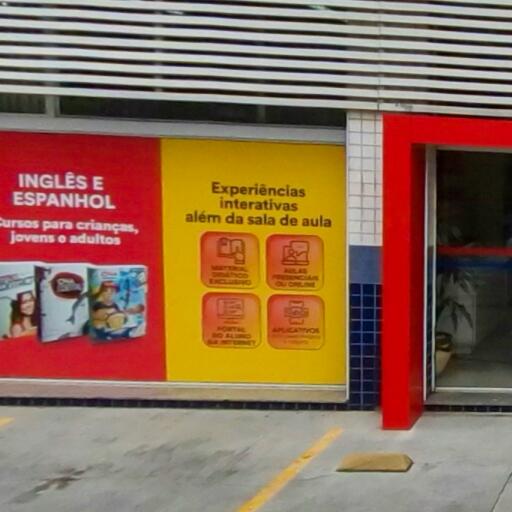 INGLÊS E
ESPANHOL
Cursos para crianças,
jovens e adultos
Experiências
interativas
além da sala de aula
MATERIAL
DIDÁTICO
EXCLUSIVO
AULAS
PRESENCIAIS
OU ONLINE
PORTAL
DO ALUNO
NA INTERNET
APLICATIVOS